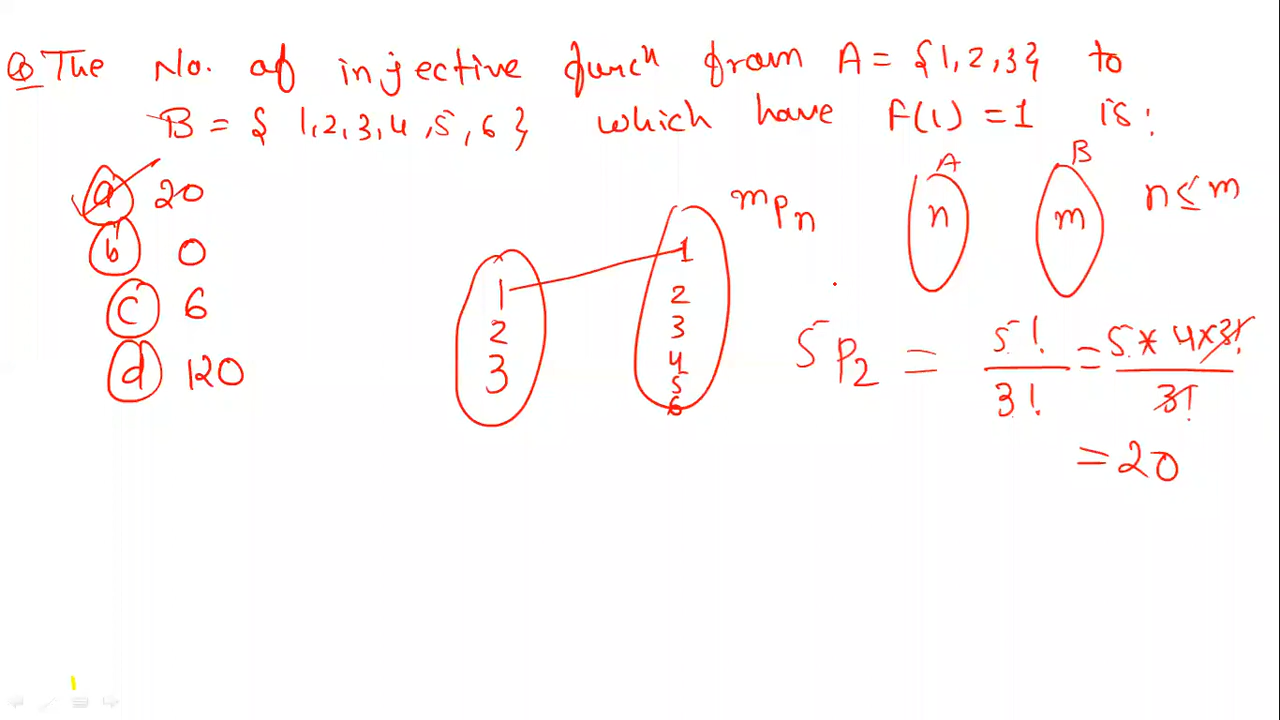 Q The No. of injective funcn from A = {1, 2, 3} to
B = { 1, 2, 3, 4, 5, 6 } which have F(1) = 1 is:
a 20
b 0
c 6
d 120
1
2
3
1
2
3
4
5
6
mPn
A B
n m n ≤ m
5P2 = 5!/3! = 5 * 4 × 3!/3!
= 20